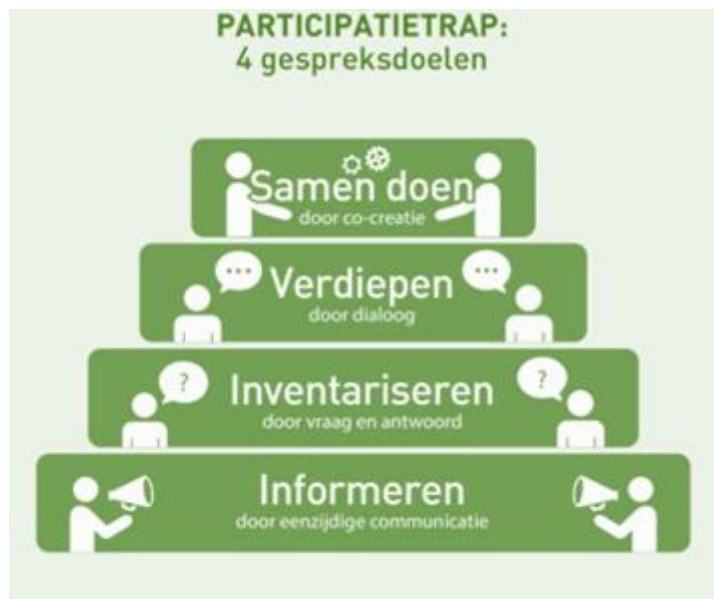 PARTICIPATIETRAP:
4 gespreksdoelen
Samen doen
door co-creatie
Verdiepen
door dialoog
Inventariseren
door vraag en antwoord
Informeren
door eenzijdige communicatie